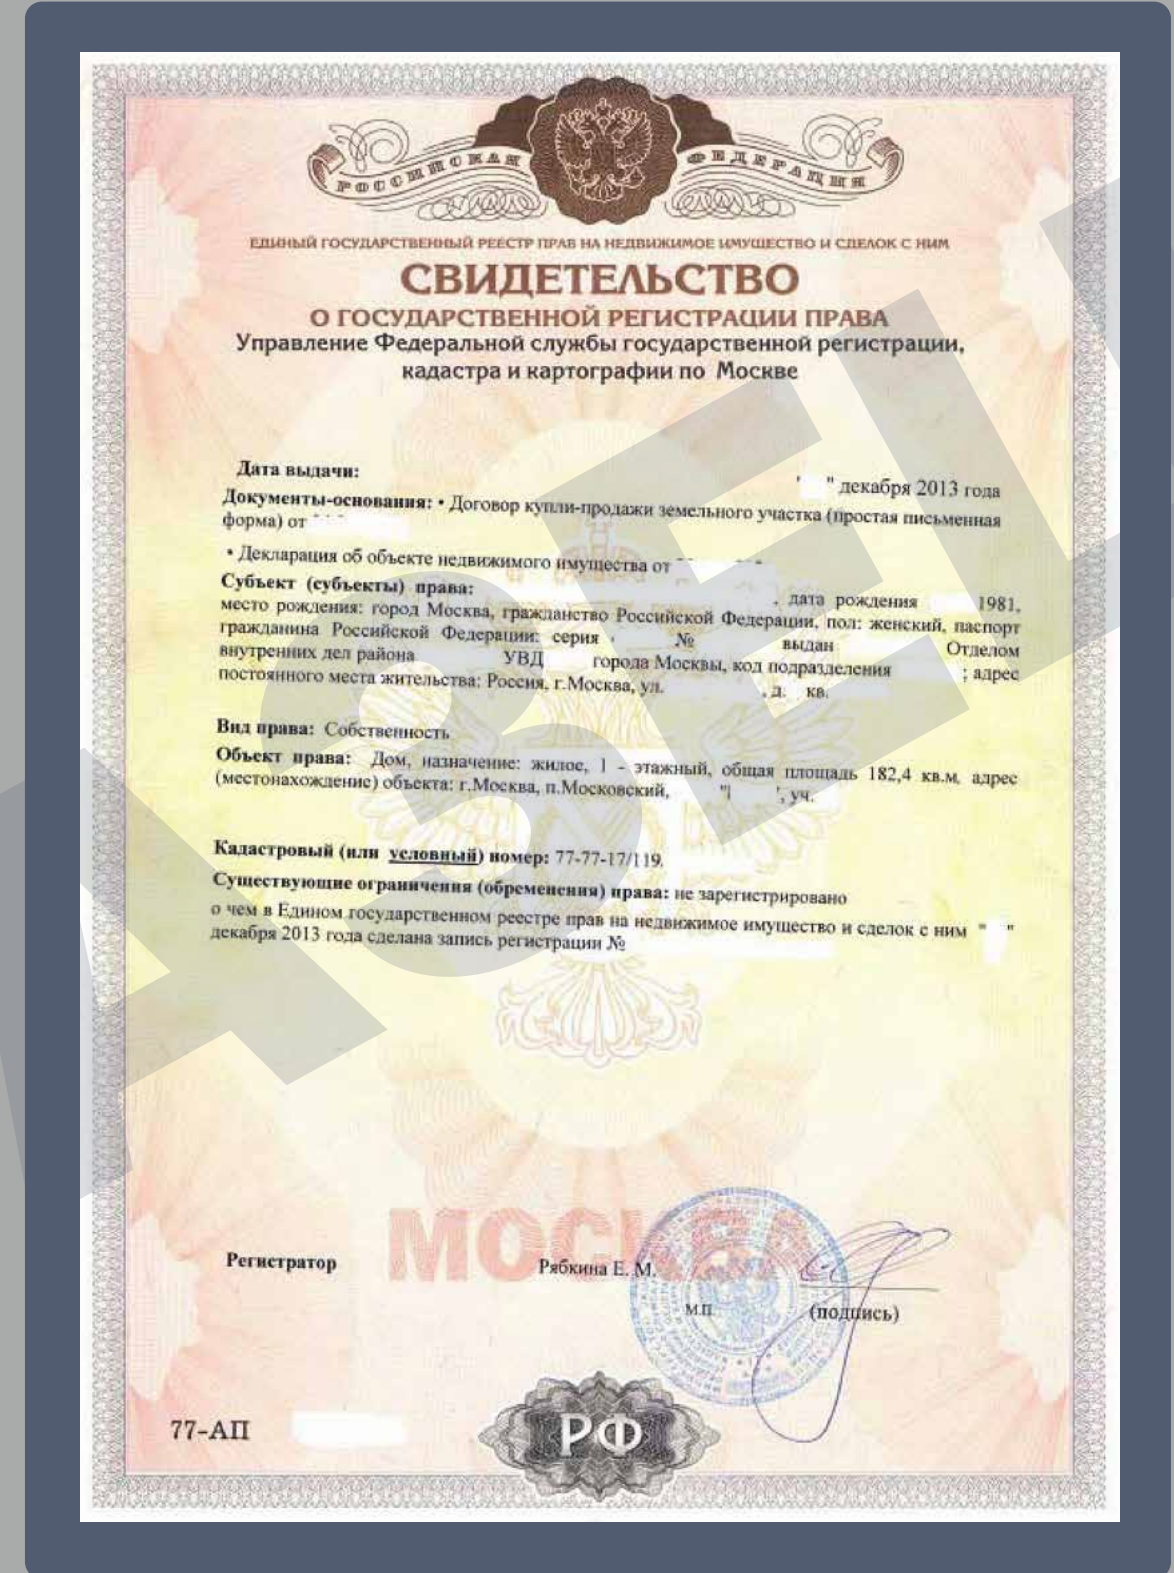 РОССИЙСКАЯ ФЕДЕРАЦИЯ
ЕДИНЫЙ ГОСУДАРСТВЕННЫЙ РЕЕСТР ПРАВ НА НЕДВИЖИМОЕ ИМУЩЕСТВО И СДЕЛОК С НИМ
СВИДЕТЕЛЬСТВО
О ГОСУДАРСТВЕННОЙ РЕГИСТРАЦИИ ПРАВА
Управление Федеральной службы государственной регистрации,
кадастра и картографии по Москве
Дата выдачи: " " декабря 2013 года
Документы-основания: • Договор купли-продажи земельного участка (простая письменная
форма) от
• Декларация об объекте недвижимого имущества от
Субъект (субъекты) права: , дата рождения 1981,
место рождения: город Москва, гражданство Российской Федерации, пол: женский, паспорт
гражданина Российской Федерации: серия № выдан Отделом
внутренних дел района УВД города Москвы, код подразделения ; адрес
постоянного места жительства: Россия, г.Москва, ул. , д. кв.
Вид права: Собственность
Объект права: Дом, назначение: жилое, 1 - этажный, общая площадь 182,4 кв.м, адрес
(местонахождение) объекта: г.Москва, п.Московский, " ", уч.
Кадастровый (или условный) номер: 77-77-17/119.
Существующие ограничения (обременения) права: не зарегистрировано
о чем в Едином государственном реестре прав на недвижимое имущество и сделок с ним " "
декабря 2013 года сделана запись регистрации №
МОСКВА
Регистратор Рябкина Е. М.
М.П. (подпись)
77-АП
РФ